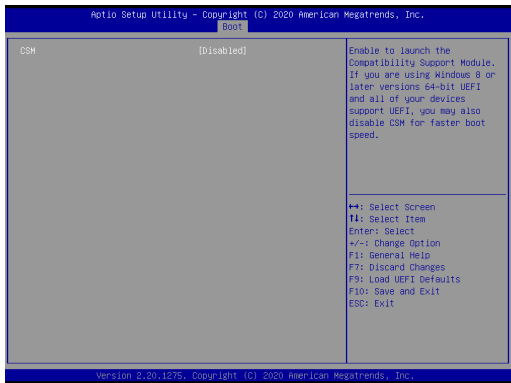 Aptio Setup Utility – Copyright (C) 2020 American Megatrends, Inc.
Boot
CSM [Disabled]
Enable to launch the
Compatibility Support Module.
If you are using Windows 8 or
later versions 64-bit UEFI
and all of your devices
support UEFI, you may also
disable CSM for faster boot
speed.
↔: Select Screen
↑↓: Select Item
Enter: Select
+/-: Change Option
F1: General Help
F7: Discard Changes
F9: Load UEFI Defaults
F10: Save and Exit
ESC: Exit
Version 2.20.1275. Copyright (C) 2020 American Megatrends, Inc.